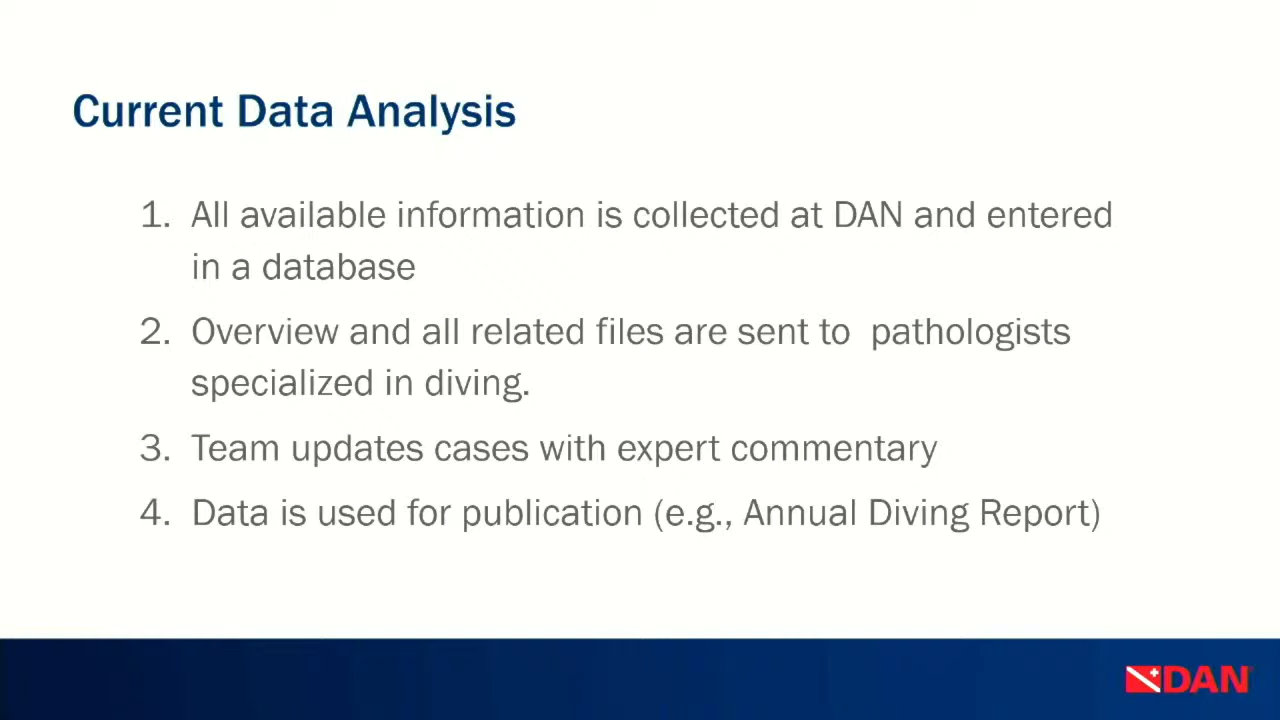 Current Data Analysis
1. All available information is collected at DAN and entered
in a database
2. Overview and all related files are sent to  pathologists
specialized in diving.
3. Team updates cases with expert commentary
4. Data is used for publication (e.g., Annual Diving Report)
DAN